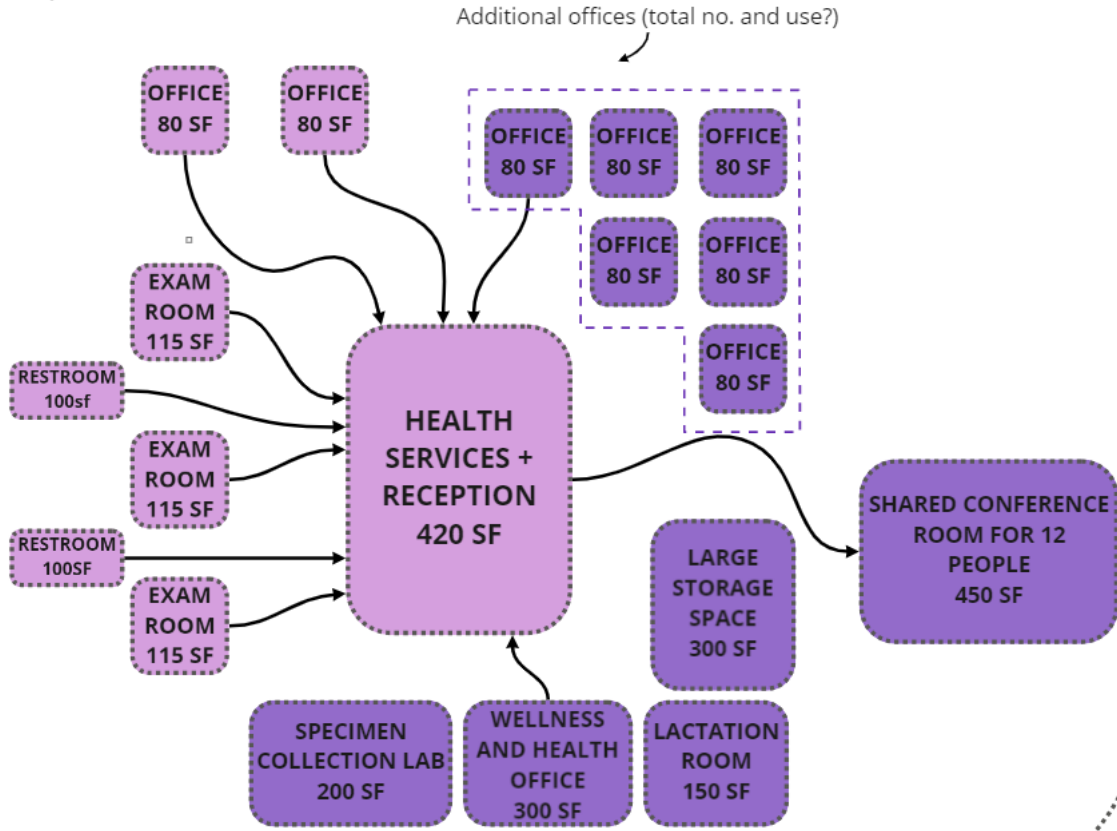 Additional offices (total no. and use?)
OFFICE
80 SF
OFFICE
80 SF
OFFICE
80 SF
OFFICE
80 SF
OFFICE
80 SF
OFFICE
80 SF
OFFICE
80 SF
OFFICE
80 SF
EXAM
ROOM
115 SF
RESTROOM
100sf
EXAM
ROOM
115 SF
RESTROOM
100SF
EXAM
ROOM
115 SF
HEALTH
SERVICES +
RECEPTION
420 SF
SHARED CONFERENCE
ROOM FOR 12
PEOPLE
450 SF
LARGE
STORAGE
SPACE
300 SF
SPECIMEN
COLLECTION LAB
200 SF
WELLNESS
AND HEALTH
OFFICE
300 SF
LACTATION
ROOM
150 SF